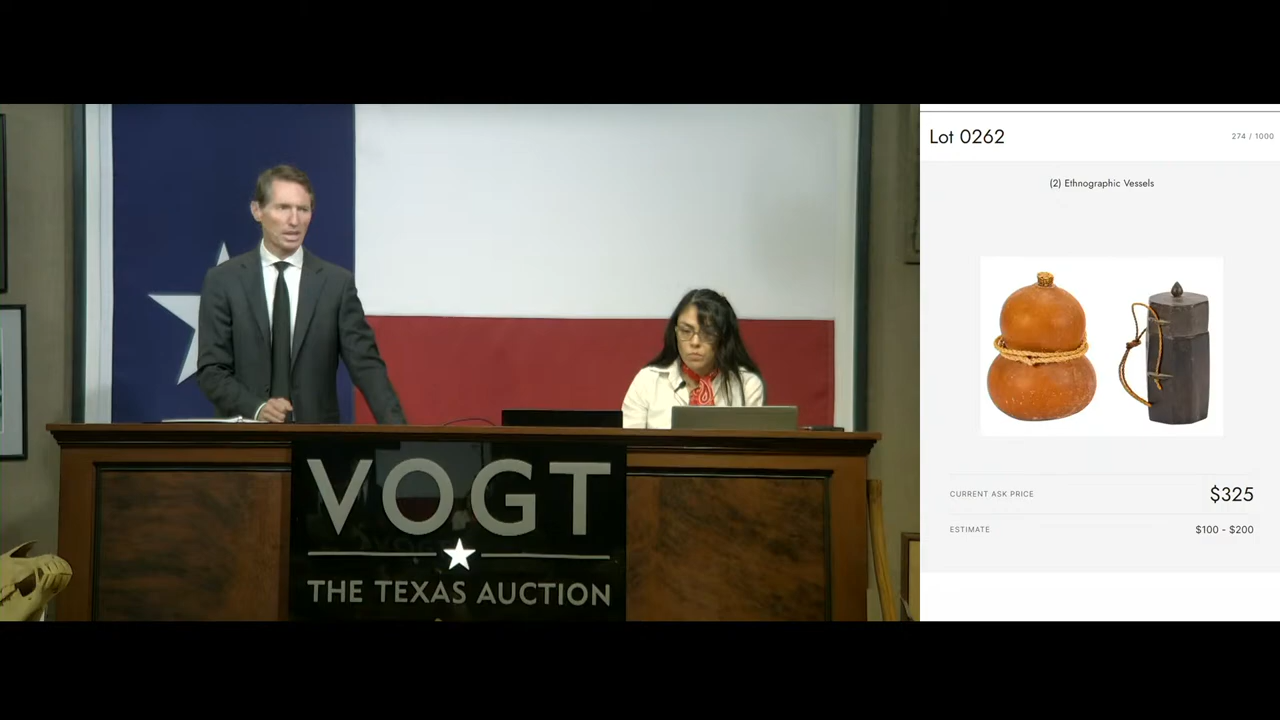 VOGT
THE TEXAS AUCTION
Lot 0262
274 / 1000
(2) Ethnographic Vessels
CURRENT ASK PRICE
$325
ESTIMATE
$100 - $200